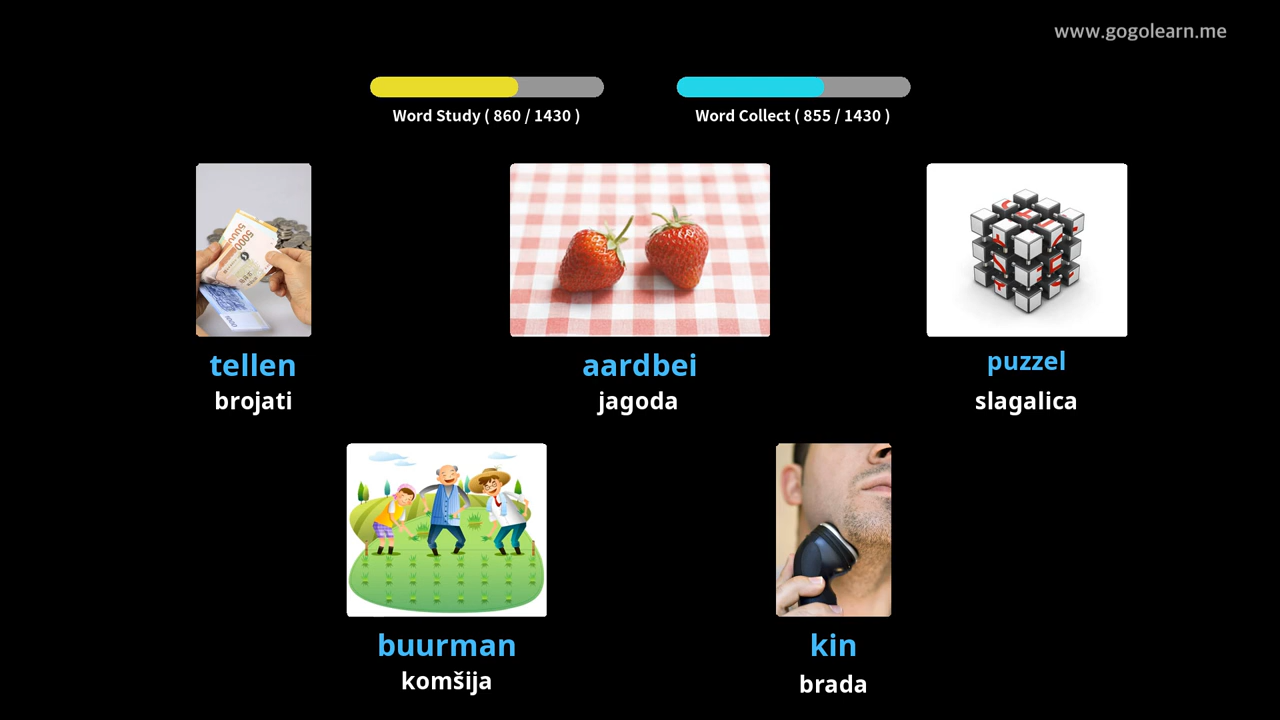 www.gogolearn.me
Word Study ( 860 / 1430 )
Word Collect ( 855 / 1430 )
5000
tellen
brojati
aardbei
jagoda
puzzel
slagalica
buurman
komšija
kin
brada